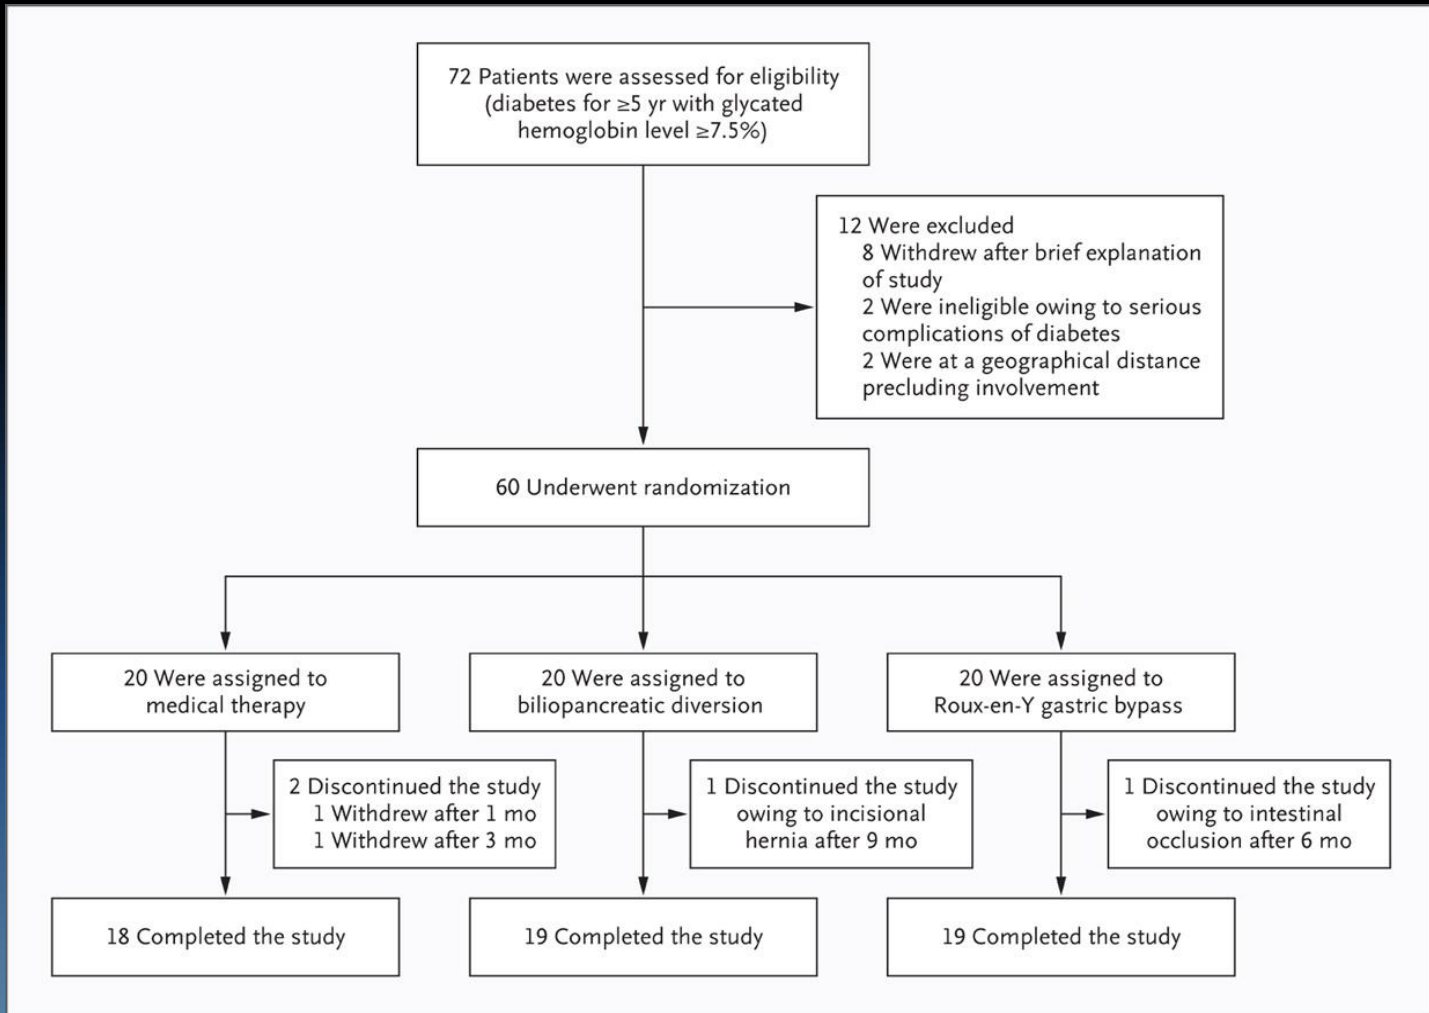 72 Patients were assessed for eligibility
(diabetes for ≥5 yr with glycated
hemoglobin level ≥7.5%)
12 Were excluded
8 Withdrew after brief explanation
of study
2 Were ineligible owing to serious
complications of diabetes
2 Were at a geographical distance
precluding involvement
60 Underwent randomization
20 Were assigned to
medical therapy
20 Were assigned to
biliopancreatic diversion
20 Were assigned to
Roux-en-Y gastric bypass
2 Discontinued the study
1 Withdrew after 1 mo
1 Withdrew after 3 mo
1 Discontinued the study
owing to incisional
hernia after 9 mo
1 Discontinued the study
owing to intestinal
occlusion after 6 mo
18 Completed the study
19 Completed the study
19 Completed the study